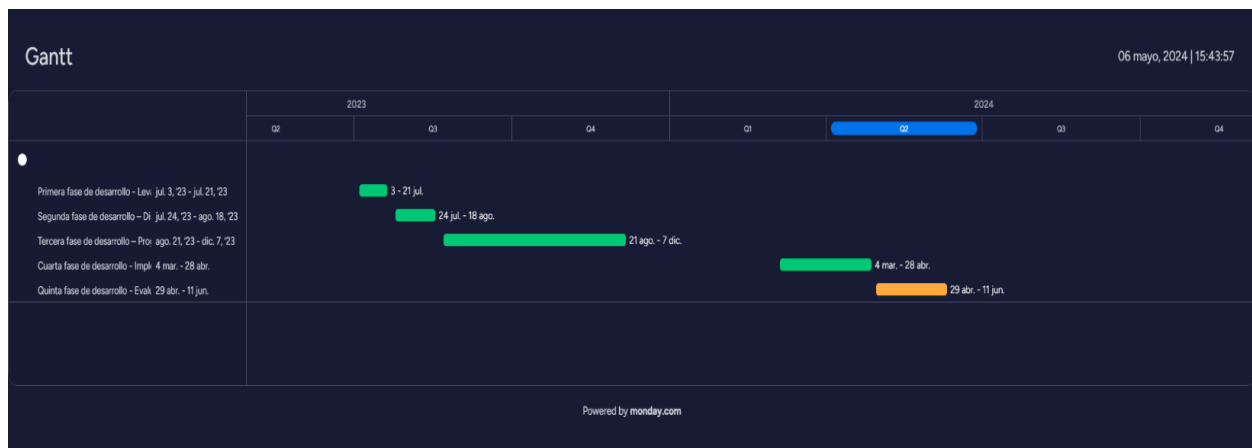 Gantt
06 mayo, 2024 | 15:43:57
2023
2024
Q2
Q3
Q4
Q1
Q2
Q3
Q4
Primera fase de desarrollo - Lev jul. 3, '23 - jul. 21, '23
3 - 21 jul.
Segunda fase de desarrollo – Di jul. 24, '23 - ago. 18, '23
24 jul. - 18 ago.
Tercera fase de desarrollo – Pro ago. 21, '23 - dic. 7, '23
21 ago. - 7 dic.
Cuarta fase de desarrollo - Impl 4 mar. - 28 abr.
4 mar. - 28 abr.
Quinta fase de desarrollo - Eval 29 abr. - 11 jun.
29 abr. - 11 jun.
Powered by monday.com